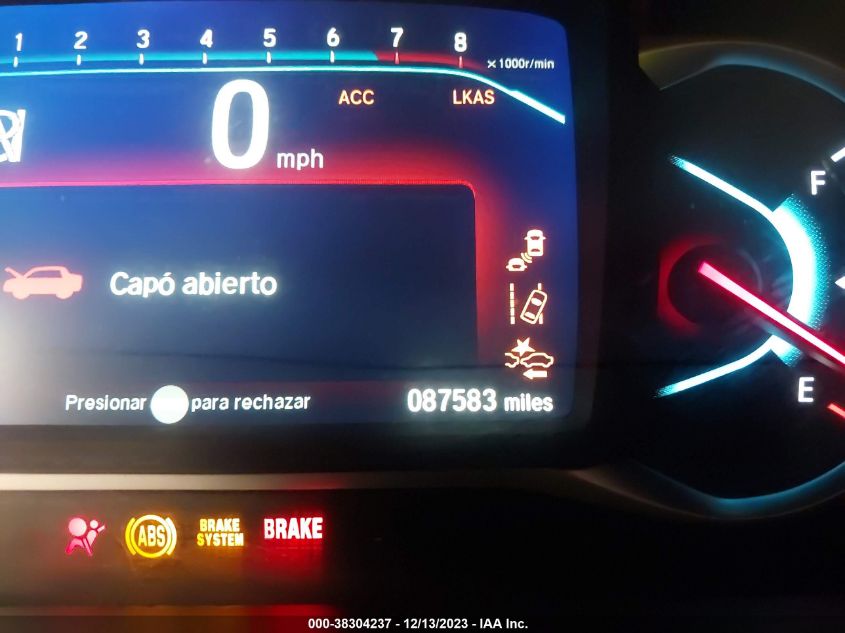 1 2 3 4 5 6 7 8
x1000r/min
ACC LKAS
0 mph
F
Capó abierto
E
Presionar para rechazar 087583 miles
ABS BRAKE SYSTEM BRAKE
000-38304237 - 12/13/2023 - IAA Inc.